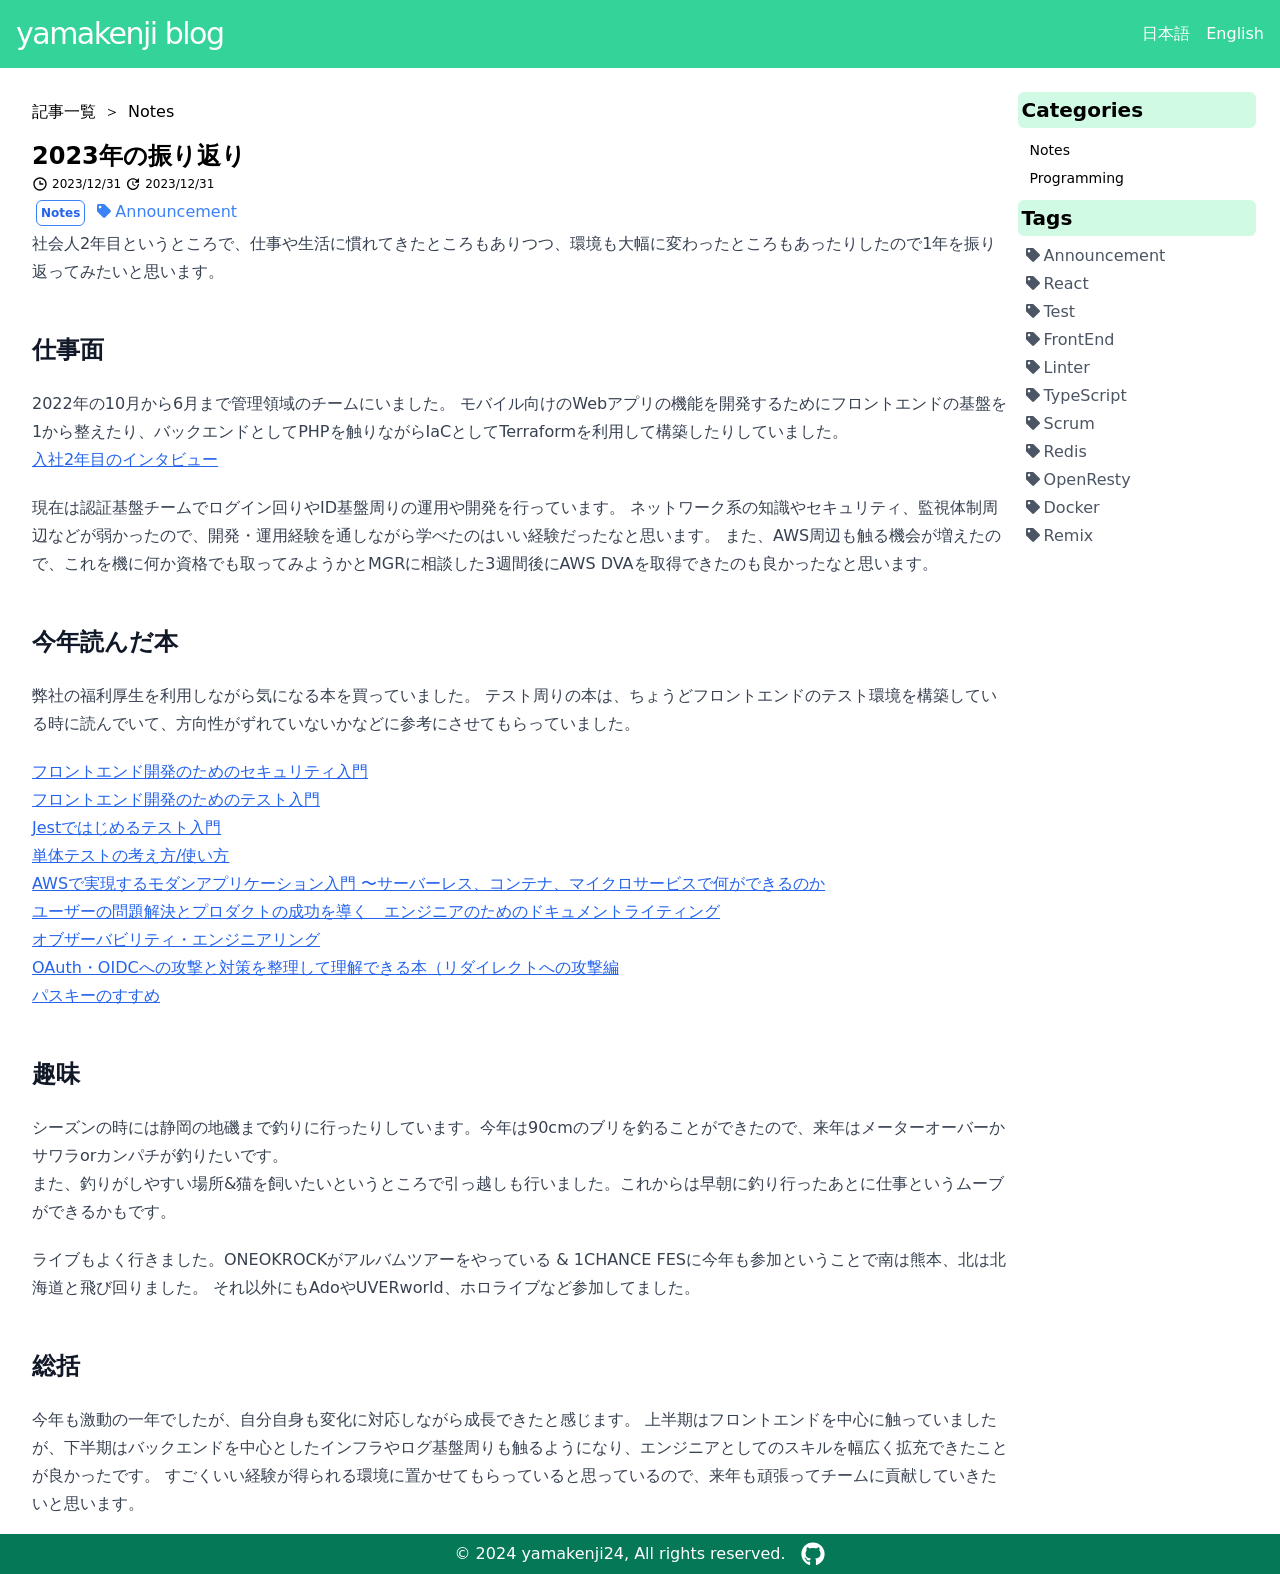 yamakenji blog
日本語 English
記事一覧 ＞ Notes
2023年の振り返り
2023/12/31 2023/12/31
Notes Announcement
社会人2年目というところで、仕事や生活に慣れてきたところもありつつ、環境も大幅に変わったところもあったりしたので1年を振り
返ってみたいと思います。
仕事面
2022年の10月から6月まで管理領域のチームにいました。 モバイル向けのWebアプリの機能を開発するためにフロントエンドの基盤を
1から整えたり、バックエンドとしてPHPを触りながらIaCとしてTerraformを利用して構築したりしていました。
入社2年目のインタビュー
現在は認証基盤チームでログイン回りやID基盤周りの運用や開発を行っています。 ネットワーク系の知識やセキュリティ、監視体制周
辺などが弱かったので、開発・運用経験を通しながら学べたのはいい経験だったなと思います。 また、AWS周辺も触る機会が増えたの
で、これを機に何か資格でも取ってみようかとMGRに相談した3週間後にAWS DVAを取得できたのも良かったなと思います。
今年読んだ本
弊社の福利厚生を利用しながら気になる本を買っていました。 テスト周りの本は、ちょうどフロントエンドのテスト環境を構築してい
る時に読んでいて、方向性がずれていないかなどに参考にさせてもらっていました。
フロントエンド開発のためのセキュリティ入門
フロントエンド開発のためのテスト入門
Jestではじめるテスト入門
単体テストの考え方/使い方
AWSで実現するモダンアプリケーション入門 〜サーバーレス、コンテナ、マイクロサービスで何ができるのか
ユーザーの問題解決とプロダクトの成功を導く　エンジニアのためのドキュメントライティング
オブザーバビリティ・エンジニアリング
OAuth・OIDCへの攻撃と対策を整理して理解できる本（リダイレクトへの攻撃編
パスキーのすすめ
趣味
シーズンの時には静岡の地磯まで釣りに行ったりしています。今年は90cmのブリを釣ることができたので、来年はメーターオーバーか
サワラorカンパチが釣りたいです。
また、釣りがしやすい場所&猫を飼いたいというところで引っ越しも行いました。これからは早朝に釣り行ったあとに仕事というムーブ
ができるかもです。
ライブもよく行きました。ONEOKROCKがアルバムツアーをやっている & 1CHANCE FESに今年も参加ということで南は熊本、北は北
海道と飛び回りました。 それ以外にもAdoやUVERworld、ホロライブなど参加してました。
総括
今年も激動の一年でしたが、自分自身も変化に対応しながら成長できたと感じます。 上半期はフロントエンドを中心に触っていました
が、下半期はバックエンドを中心としたインフラやログ基盤周りも触るようになり、エンジニアとしてのスキルを幅広く拡充できたこと
が良かったです。 すごくいい経験が得られる環境に置かせてもらっていると思っているので、来年も頑張ってチームに貢献していきた
いと思います。
Categories
Notes
Programming
Tags
Announcement
React
Test
FrontEnd
Linter
TypeScript
Scrum
Redis
OpenResty
Docker
Remix
© 2024 yamakenji24, All rights reserved.